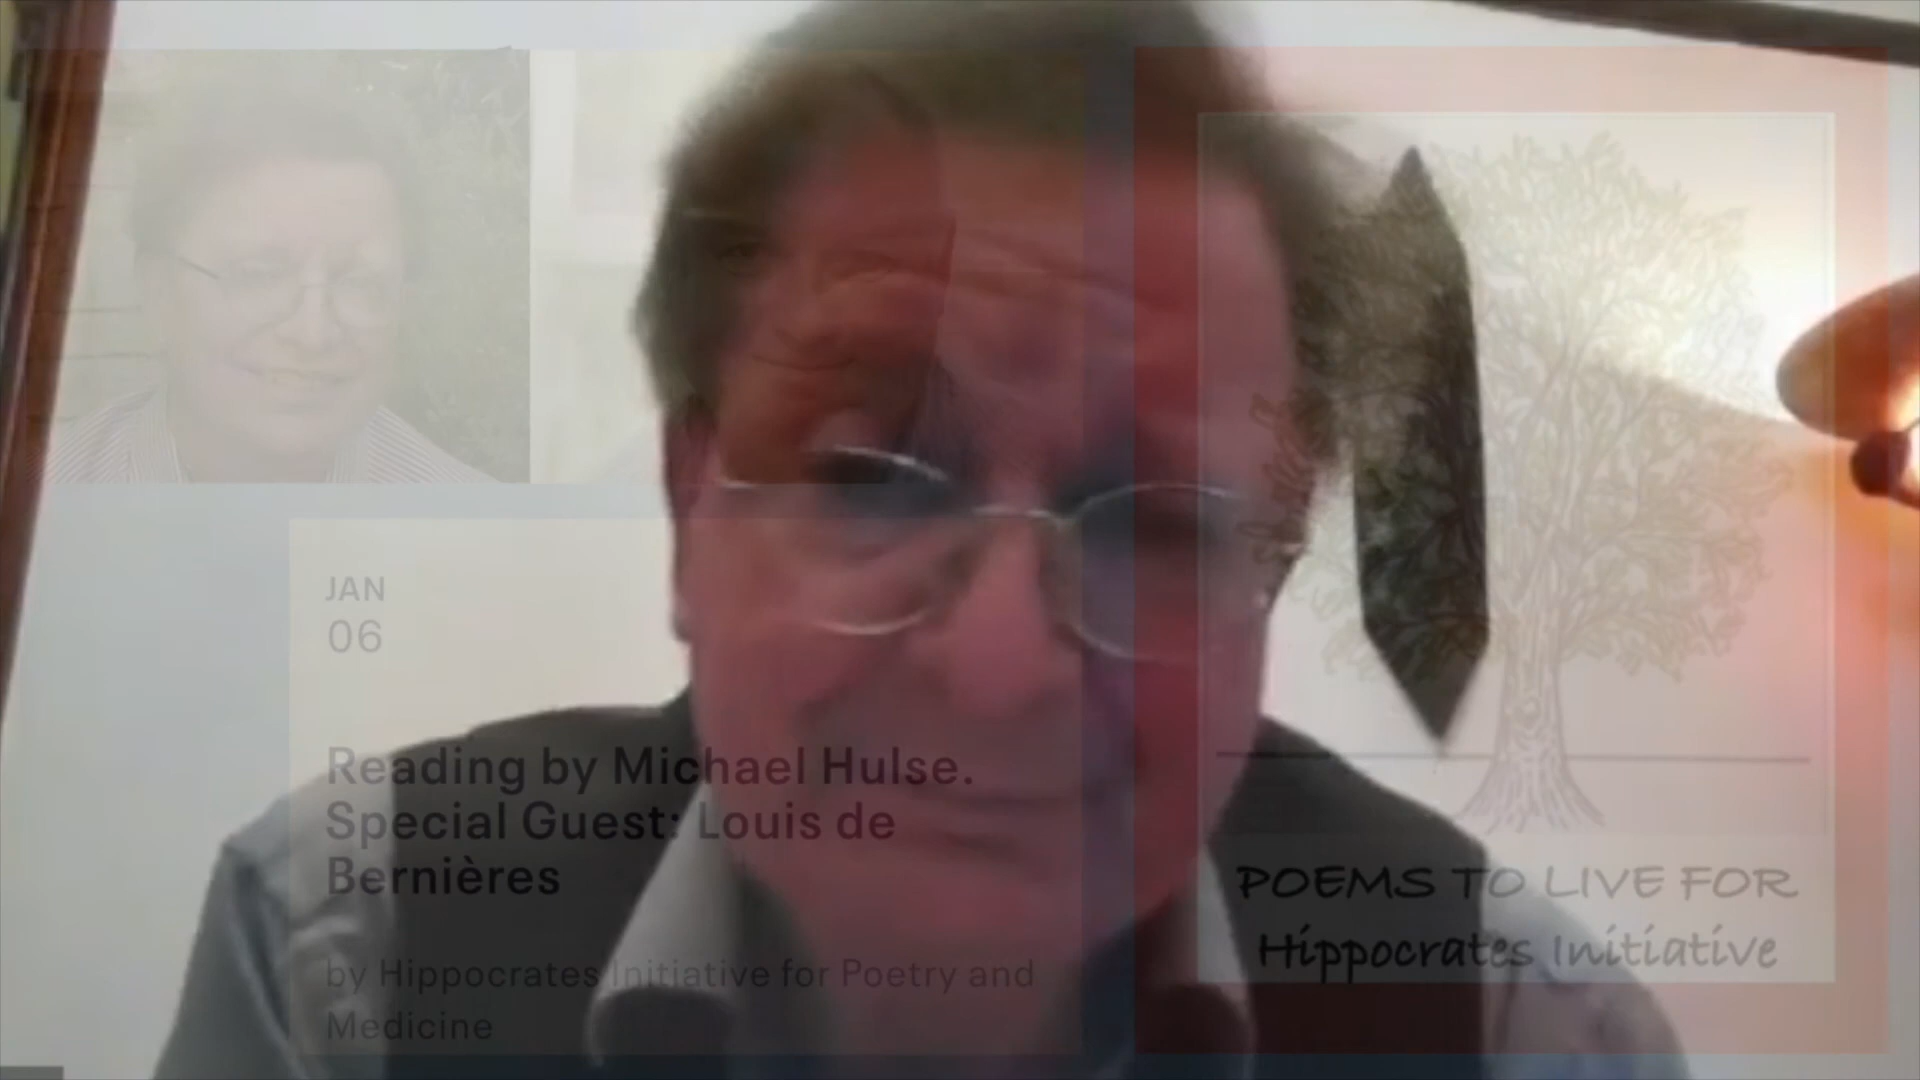 JAN
06
Reading by Michael Hulse.
Special Guest: Louis de
Bernières
by Hippocrates Initiative for Poetry and
Medicine
POEMS TO LIVE FOR
Hippocrates Initiative